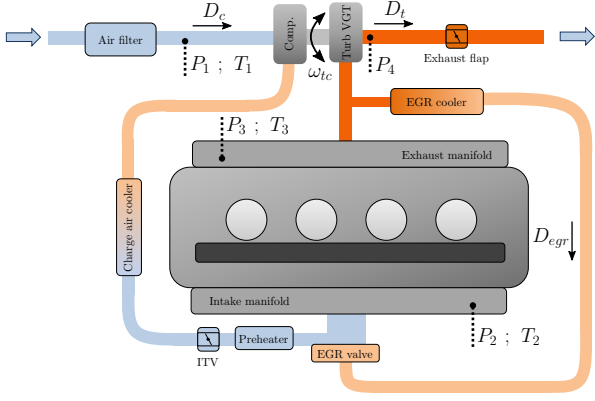 D_c
D_t
Air filter
Comp.
Turb VGT
P_1 ; T_1
P_4
Exhaust flap
ω_tc
EGR cooler
P_3 ; T_3
Exhaust manifold
Charge air cooler
D_egr
Intake manifold
P_2 ; T_2
ITV
Preheater
EGR valve